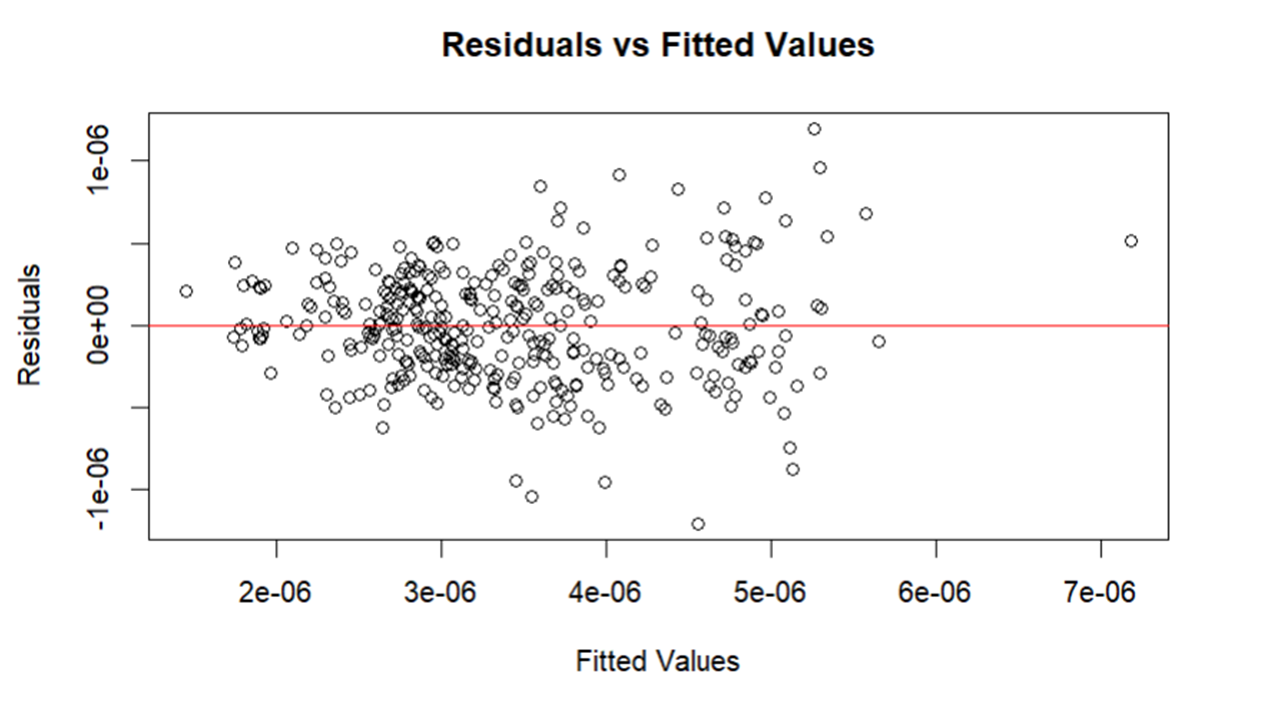 Residuals vs Fitted Values
Residuals
1e-06
0e+00
-1e-06
2e-06 3e-06 4e-06 5e-06 6e-06 7e-06
Fitted Values